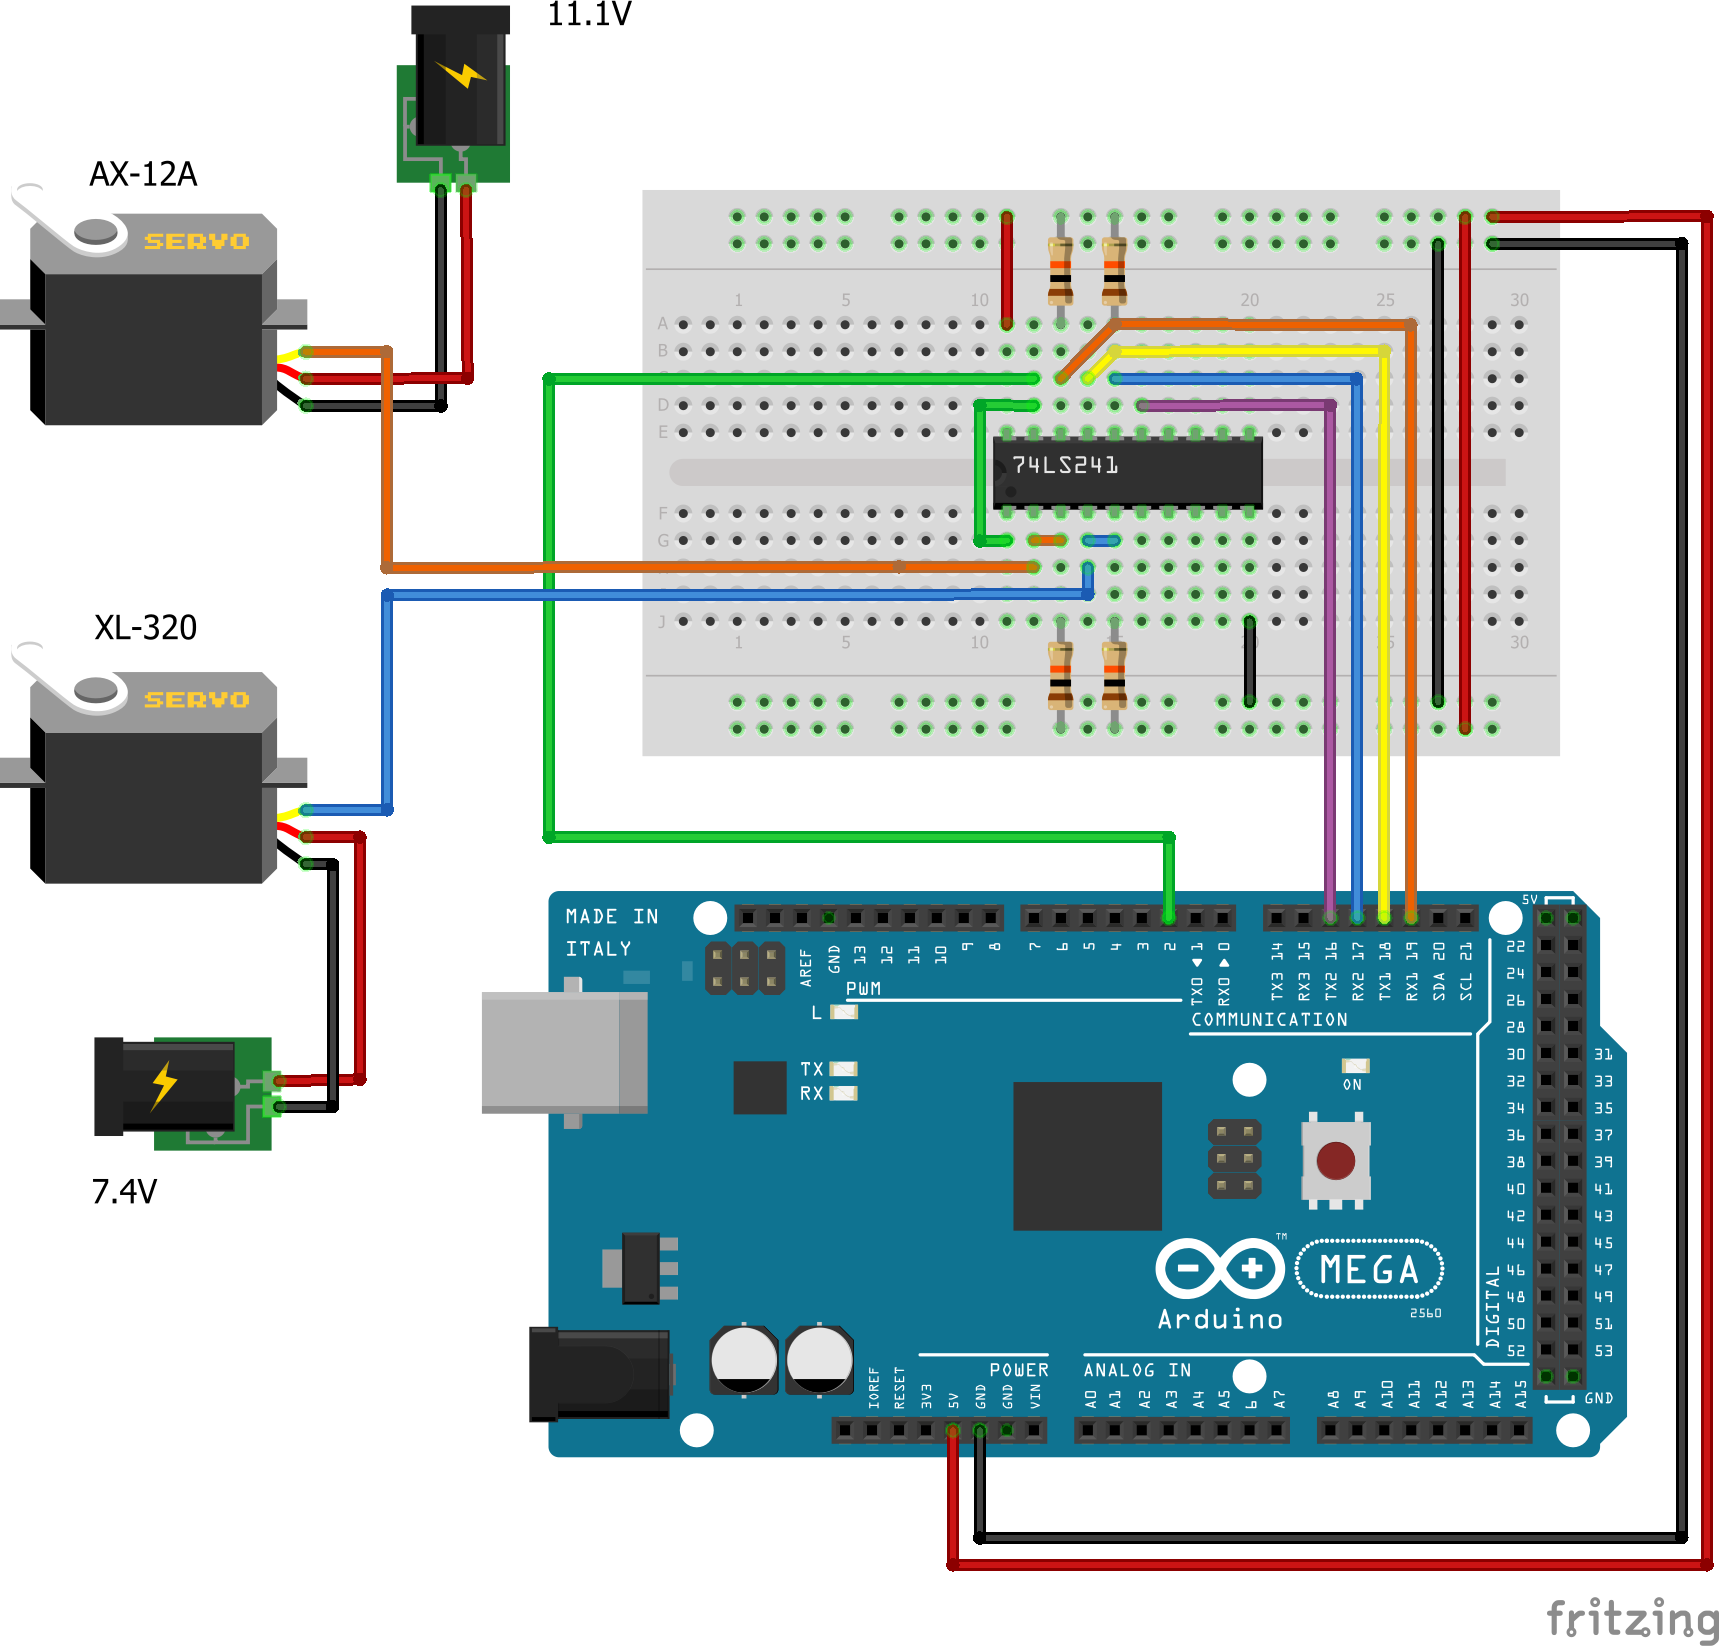 11.1V
AX-12A
SERVO
1 5 10 20 25 30
A
B
D
E
74LS241
F
G
J
1 5 10 15 20 25 30
XL-320
SERVO
7.4V
MADE IN
ITALY
AREF
GND
13
12
11
10
9
8
7
6
5
4
3
2
TX0 1
RX0 0
TX3 14
RX3 15
TX2 16
RX2 17
TX1 18
RX1 19
SDA 20
SCL 21
PWM
COMMUNICATION
L
TX
RX
ON
5V
22
24
26
28
30 31
32 33
34 35
36 37
38 39
40 41
42 43
44 45
46 47
48 49
50 51
52 53
GND
DIGITAL
TM
MEGA
2560
Arduino
POWER
ANALOG IN
IOREF
RESET
3V3
5V
GND
GND
VIN
A0
A1
A2
A3
A4
A5
6
A7
A8
A9
A10
A11
A12
A13
A14
A15
fritzing